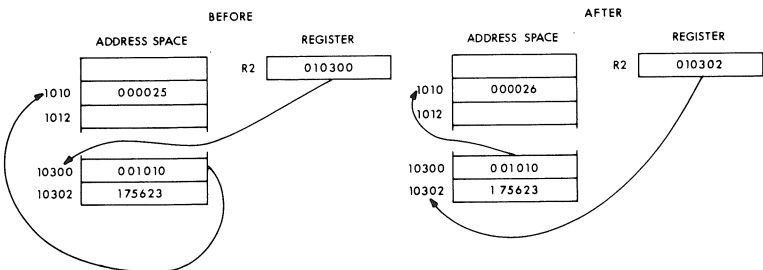 BEFORE
ADDRESS SPACE
REGISTER
R2
010300
1010
000025
1012
10300
001010
10302
175623
AFTER
ADDRESS SPACE
REGISTER
R2
010302
1010
000026
1012
10300
001010
10302
175623